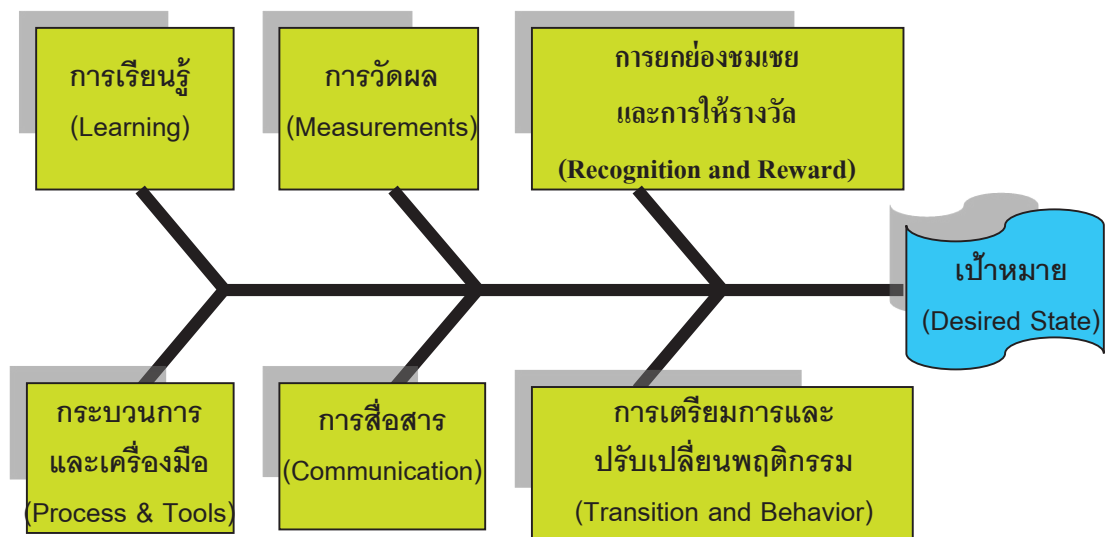 การเรียนรู้
(Learning)
การวัดผล
(Measurements)
การยกย่องชมเชย
และการให้รางวัล
(Recognition and Reward)
เป้าหมาย
(Desired State)
กระบวนการ
และเครื่องมือ
(Process & Tools)
การสื่อสาร
(Communication)
การเตรียมการและ
ปรับเปลี่ยนพฤติกรรม
(Transition and Behavior)